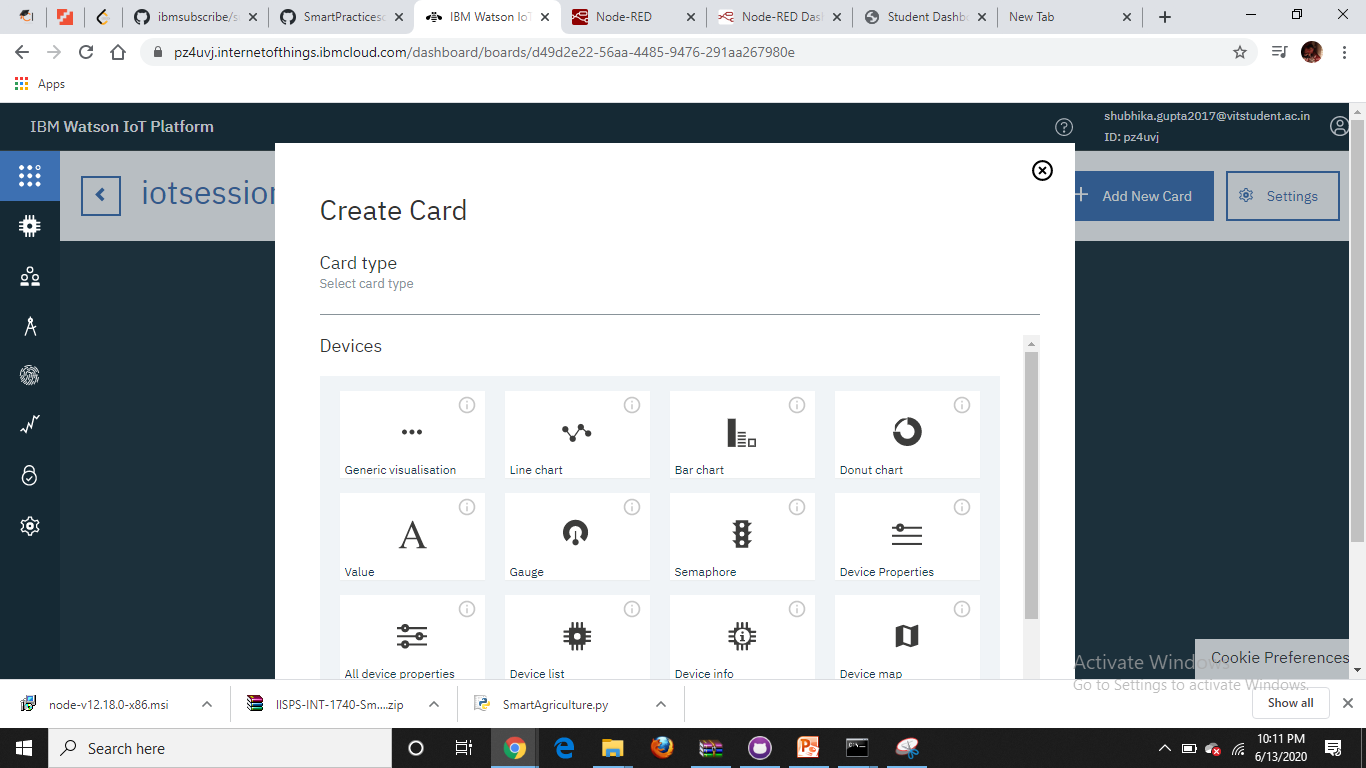 ibmsubscribe/s
SmartPracticesc
IBM Watson IoT
Node-RED
Node-RED Das
Student Dashb
New Tab
pz4uvj.internetofthings.ibmcloud.com/dashboard/boards/d49d2e22-56aa-4485-9476-291aa267980e
Apps
IBM Watson IoT Platform
shubhika.gupta2017@vitstudent.ac.in
ID: pz4uvj
iotsession
Add New Card
Settings
Create Card
Card type
Select card type
Devices
Generic visualisation
Line chart
Bar chart
Donut chart
Value
Gauge
Semaphore
Device Properties
All device properties
Device list
Device info
Device map
Activate Windows
Go to Settings to activate Windows.
Cookie Preferences
node-v12.18.0-x86.msi
IISPS-INT-1740-Sm....zip
SmartAgriculture.py
Show all
Search here
10:11 PM
6/13/2020